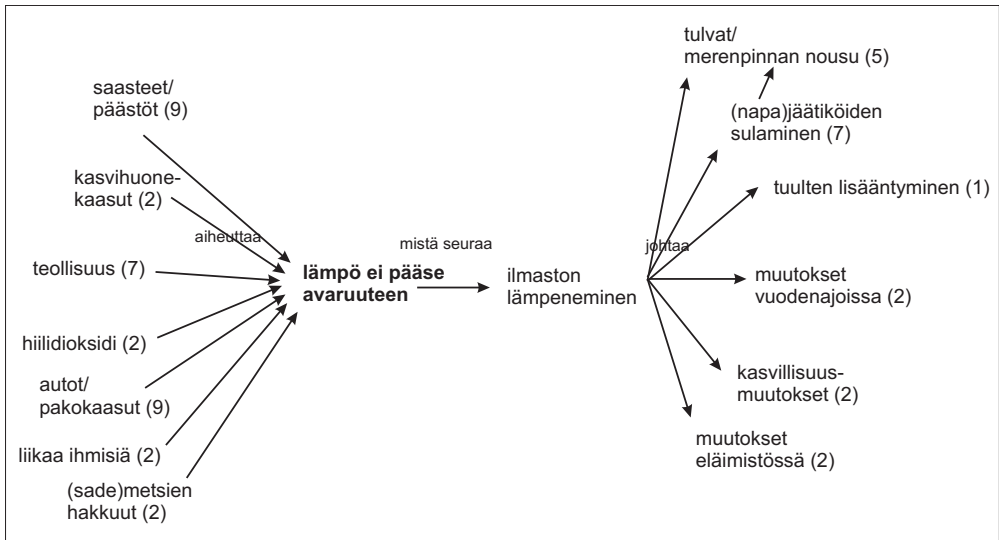 saasteet/
päästöt (9)
kasvihuone-
kaasut (2)
aiheuttaa
teollisuus (7)
hiilidioksidi (2)
autot/
pakokaasut (9)
liikaa ihmisiä (2)
(sade)metsien
hakkuut (2)
lämpö ei pääse
avaruuteen
mistä seuraa
ilmaston
lämpeneminen
johtaa
tulvat/
merenpinnan nousu (5)
(napa)jäätiköiden
sulaminen (7)
tuulten lisääntyminen (1)
muutokset
vuodenajoissa (2)
kasvillisuus-
muutokset (2)
muutokset
eläimistössä (2)